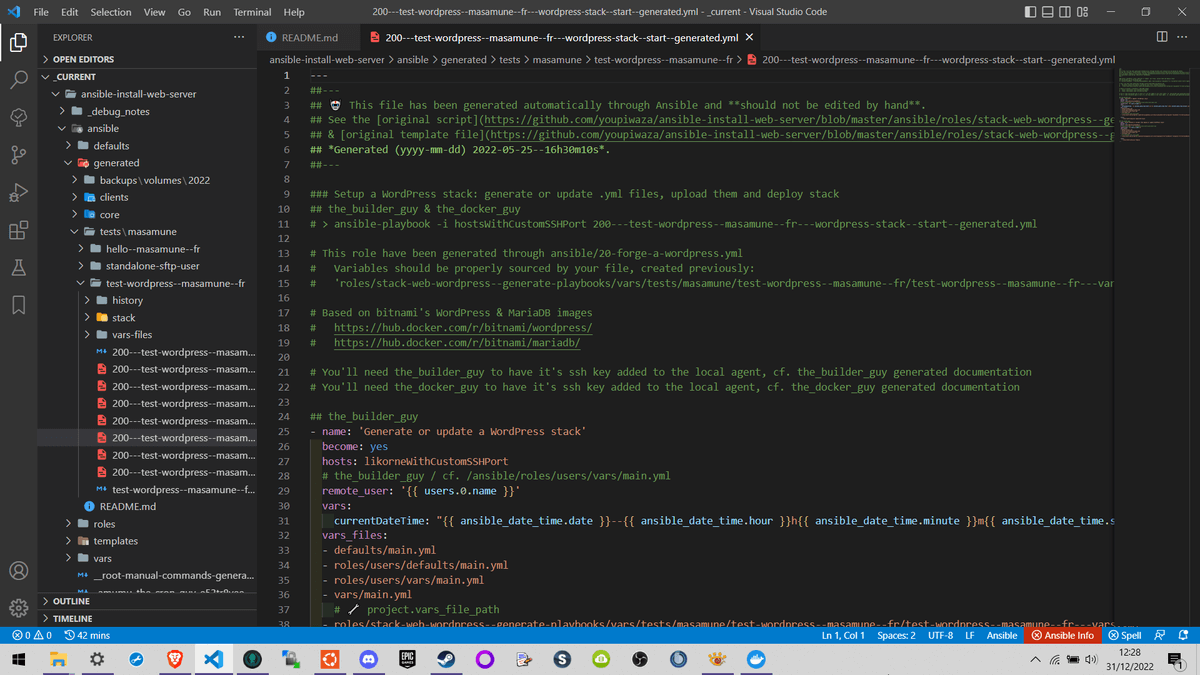 File Edit Selection View Go Run Terminal Help
200---test-wordpress--masamune--fr---wordpress-stack--start--generated.yml - _current - Visual Studio Code
EXPLORER
OPEN EDITORS
_CURRENT
ansible-install-web-server
_debug_notes
ansible
defaults
generated
backups\volumes\2022
clients
core
tests\masamune
hello--masamune--fr
standalone-sftp-user
test-wordpress--masamune--fr
history
stack
vars-files
200---test-wordpress--masam...
200---test-wordpress--masam...
200---test-wordpress--masam...
200---test-wordpress--masam...
200---test-wordpress--masam...
200---test-wordpress--masam...
200---test-wordpress--masam...
200---test-wordpress--masam...
test-wordpress--masamune--f...
README.md
roles
templates
vars
__root-manual-commands-genera...
OUTLINE
TIMELINE
README.md
200---test-wordpress--masamune--fr---wordpress-stack--start--generated.yml
ansible-install-web-server > ansible > generated > tests > masamune > test-wordpress--masamune--fr > 200---test-wordpress--masamune--fr---wordpress-stack--start--generated.yml
1 ---
2 ##---
3 ## This file has been generated automatically through Ansible and **should not be edited by hand**.
4 ## See the [original script](https://github.com/youpiwaza/ansible-install-web-server/blob/master/ansible/roles/stack-web-wordpress--ge
5 ## & [original template file](https://github.com/youpiwaza/ansible-install-web-server/blob/master/ansible/roles/stack-web-wordpress--g
6 ## *Generated (yyyy-mm-dd) 2022-05-25--16h30m10s*.
7 ##---
8
9 ### Setup a WordPress stack: generate or update .yml files, upload them and deploy stack
10 ## the_builder_guy & the_docker_guy
11 # > ansible-playbook -i hostsWithCustomSSHPort 200---test-wordpress--masamune--fr---wordpress-stack--start--generated.yml
12
13 # This role have been generated through ansible/20-forge-a-wordpress.yml
14 # Variables should be properly sourced by your file, created previously:
15 # 'roles/stack-web-wordpress--generate-playbooks/vars/tests/masamune/test-wordpress--masamune--fr/test-wordpress--masamune--fr---var
16
17 # Based on bitnami's WordPress & MariaDB images
18 # https://hub.docker.com/r/bitnami/wordpress/
19 # https://hub.docker.com/r/bitnami/mariadb/
20
21 # You'll need the_builder_guy to have it's ssh key added to the local agent, cf. the_builder_guy generated documentation
22 # You'll need the_docker_guy to have it's ssh key added to the local agent, cf. the_docker_guy generated documentation
23
24 ## the_builder_guy
25 - name: 'Generate or update a WordPress stack'
26 become: yes
27 hosts: likorneWithCustomSSHPort
28 # the_builder_guy / cf. /ansible/roles/users/vars/main.yml
29 remote_user: '{{ users.0.name }}'
30 vars:
31 currentDateTime: "{{ ansible_date_time.date }}--{{ ansible_date_time.hour }}h{{ ansible_date_time.minute }}m{{ ansible_date_time.s
32 vars_files:
33 - defaults/main.yml
34 - roles/users/defaults/main.yml
35 - roles/users/vars/main.yml
36 - vars/main.yml
37 # project.vars_file_path
38 - roles/stack-web-wordpress--generate-playbooks/vars/tests/masamune/test-wordpress--masamune--fr/test-wordpress--masamune--fr---vars
0 0 42 mins
Ln 1, Col 1 Spaces: 2 UTF-8 LF Ansible Ansible Info Spell
EPIC GAMES
12:28
31/12/2022
1